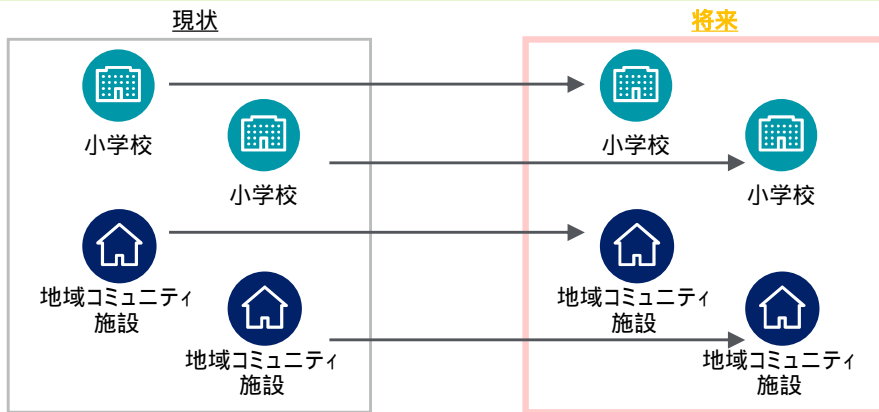 現状
小学校
小学校
地域コミュニティ
施設
地域コミュニティ
施設
将来
小学校
小学校
地域コミュニティ
施設
地域コミュニティ
施設